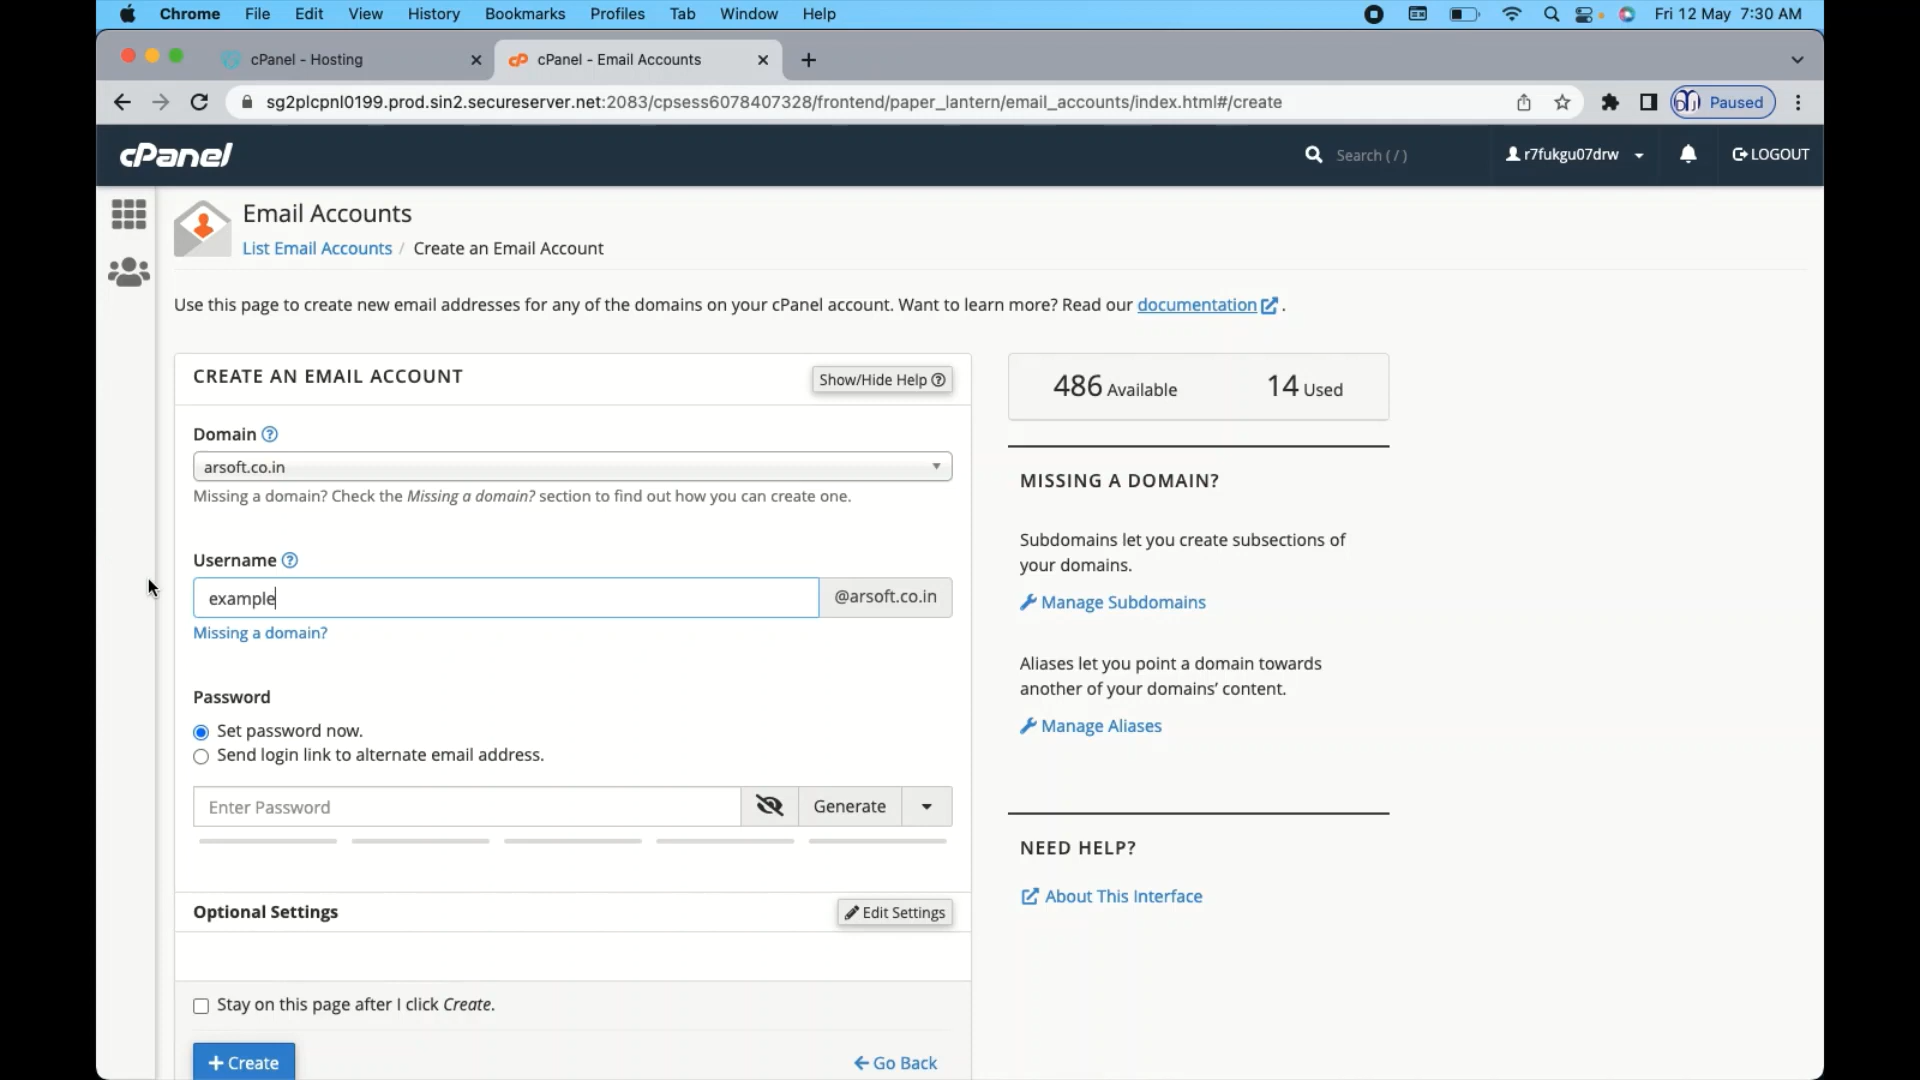 Chrome File Edit View History Bookmarks Profiles Tab Window Help Fri 12 May 7:30 AM
cPanel - Hosting cPanel - Email Accounts
sg2plcpnl0199.prod.sin2.secureserver.net:2083/cpsess6078407328/frontend/paper_lantern/email_accounts/index.html#/create Paused
cPanel Search ( / ) r7fukgu07drw LOGOUT
Email Accounts
List Email Accounts / Create an Email Account
Use this page to create new email addresses for any of the domains on your cPanel account. Want to learn more? Read our documentation .
CREATE AN EMAIL ACCOUNT Show/Hide Help
Domain
arsoft.co.in
Missing a domain? Check the Missing a domain? section to find out how you can create one.
Username
example @arsoft.co.in
Missing a domain?
Password
Set password now.
Send login link to alternate email address.
Enter Password Generate
Optional Settings Edit Settings
Stay on this page after I click Create.
+ Create Go Back
486 Available 14 Used
MISSING A DOMAIN?
Subdomains let you create subsections of
your domains.
Manage Subdomains
Aliases let you point a domain towards
another of your domains’ content.
Manage Aliases
NEED HELP?
About This Interface